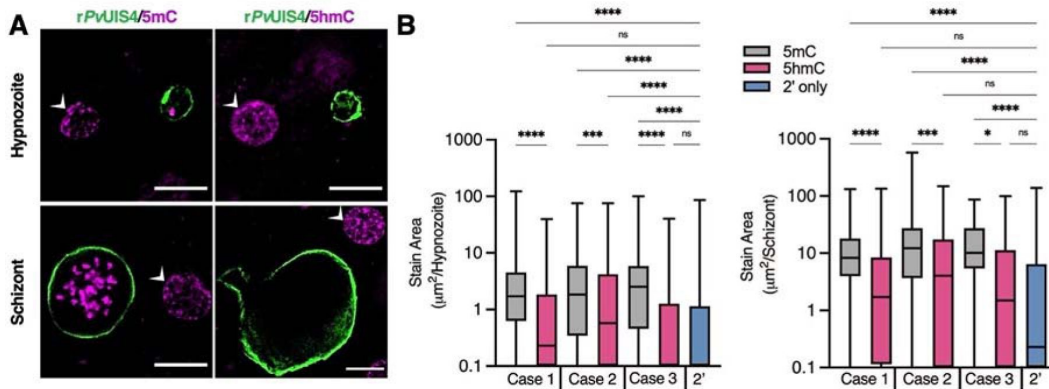 A
rPvUIS4/5mC
rPvUIS4/5hmC
Hypnozoite
Schizont
B
****
ns
****
****
****
**** *** **** ns
1000
100
10
1
0.1
Stain Area
(μm²/Hypnozoite)
Case 1 Case 2 Case 3 2'
5mC
5hmC
2' only
****
ns
****
ns
****
**** *** * ns
1000
100
10
1
0.1
Stain Area
(μm²/Schizont)
Case 1 Case 2 Case 3 2'